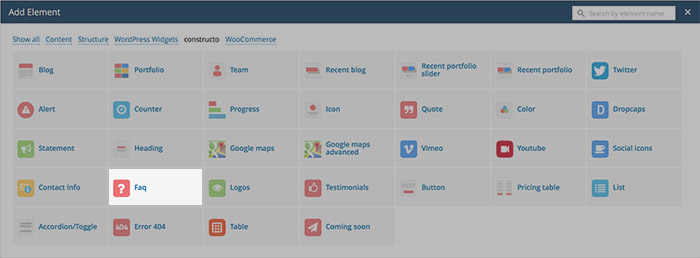 Add Element
Search by element name
Show all Content Structure WordPress Widgets constructo WooCommerce
Blog Portfolio Team Recent blog Recent portfolio slider Recent portfolio Twitter
Alert Counter Progress Icon Quote Color Dropcaps
Statement Heading Google maps Google maps advanced Vimeo Youtube Social icons
Contact info Faq Logos Testimonials Button Pricing table List
Accordion/Toggle 404 Error 404 Table Coming soon